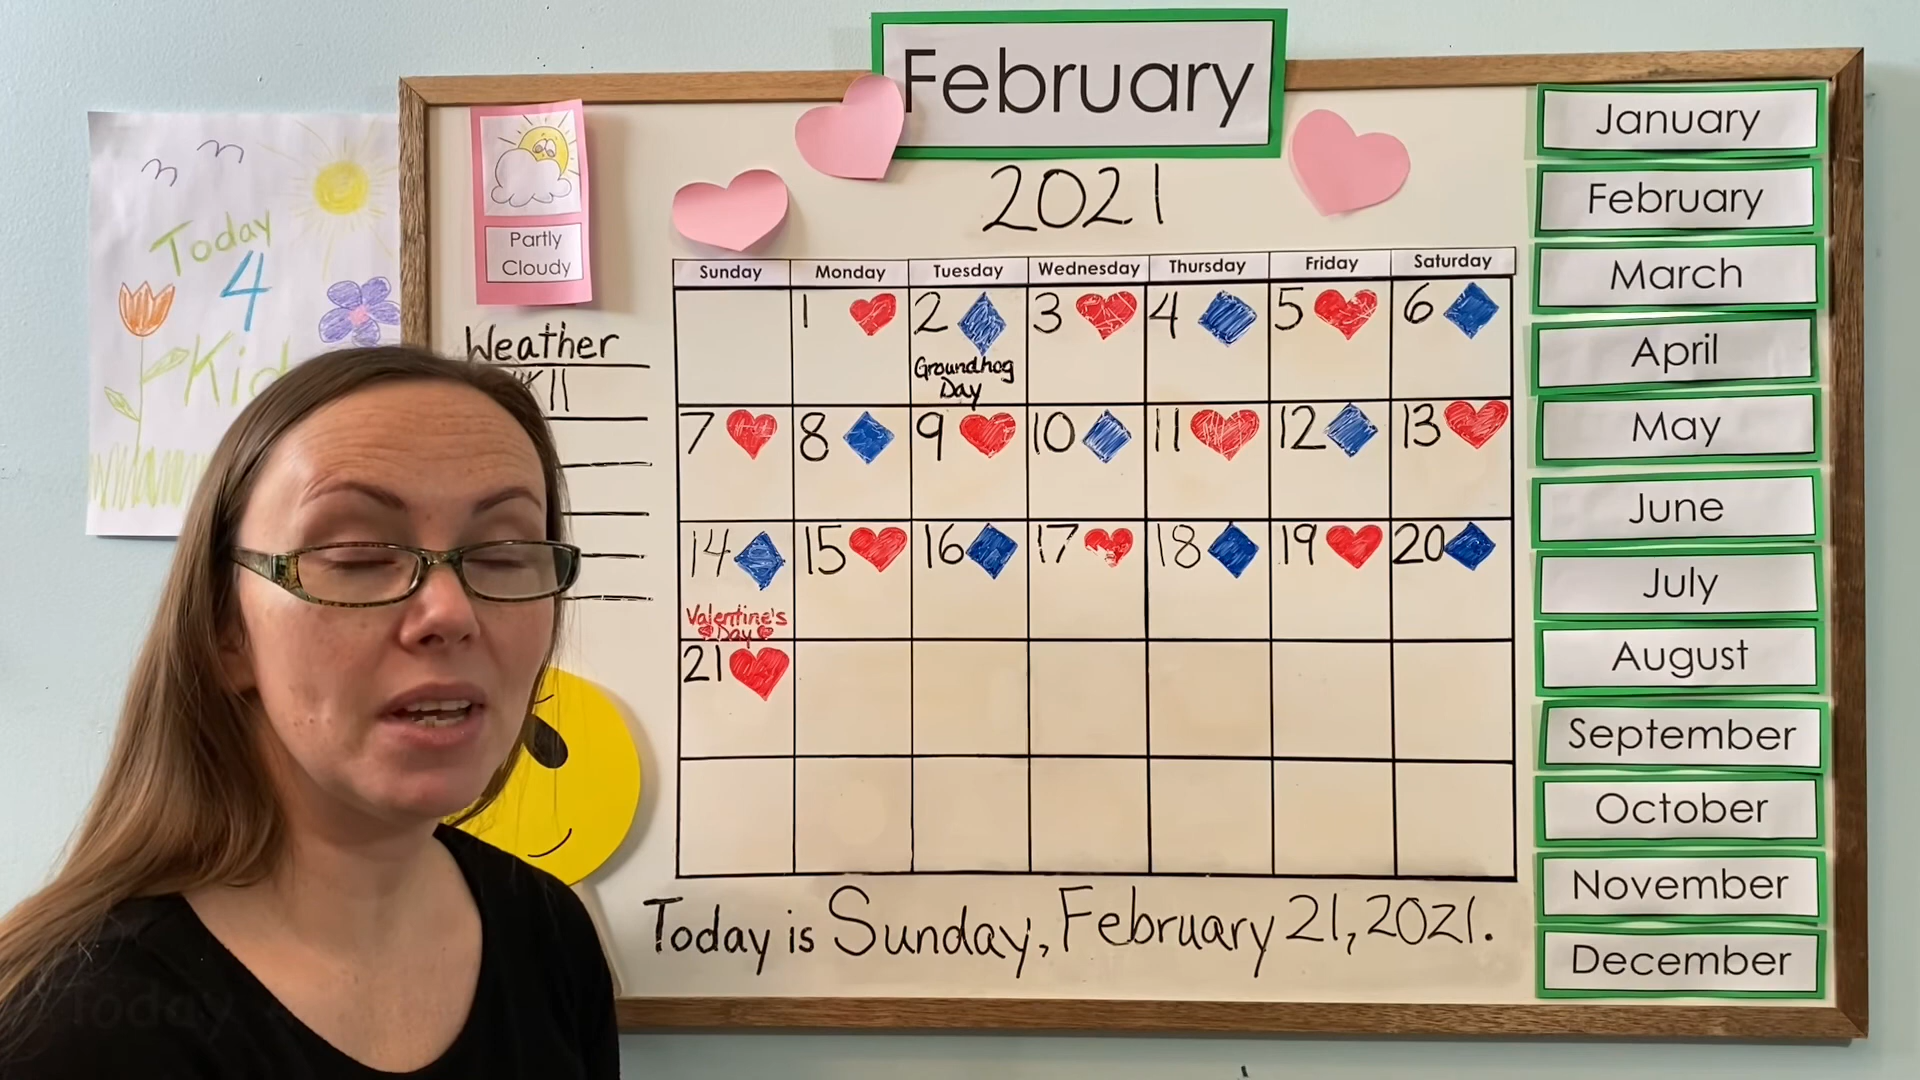 February
2021
Today
4
Partly
Cloudy
Weather
Sunday Monday Tuesday Wednesday Thursday Friday Saturday
1 2 3 4 5 6
Groundhog
Day
7 8 9 10 11 12 13
14 15 16 17 18 19 20
Valentine's
Day
21
Today is Sunday, February 21, 2021.
January
February
March
April
May
June
July
August
September
October
November
December
Today